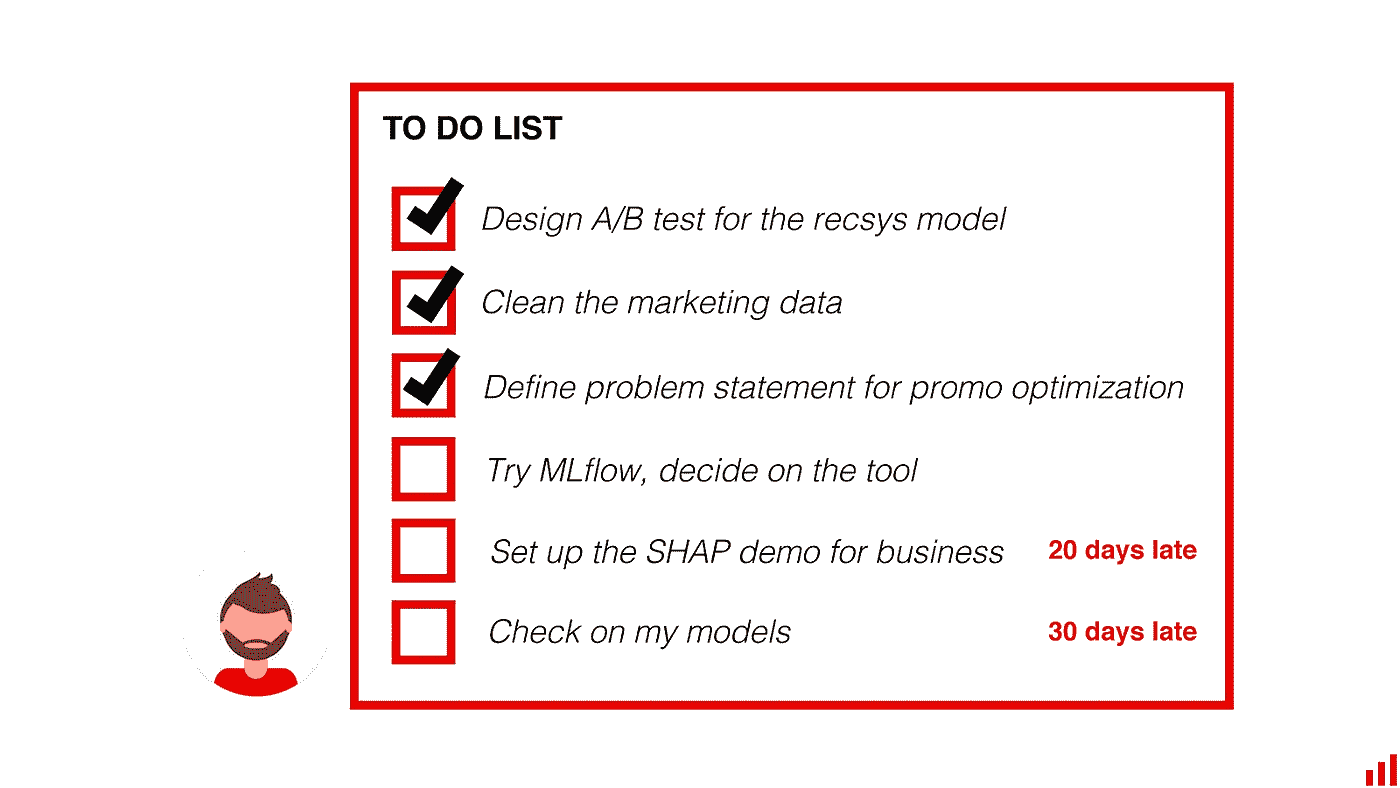 TO DO LIST
Design A/B test for the recsys model
Clean the marketing data
Define problem statement for promo optimization
Try MLflow, decide on the tool
Set up the SHAP demo for business 20 days late
Check on my models 30 days late